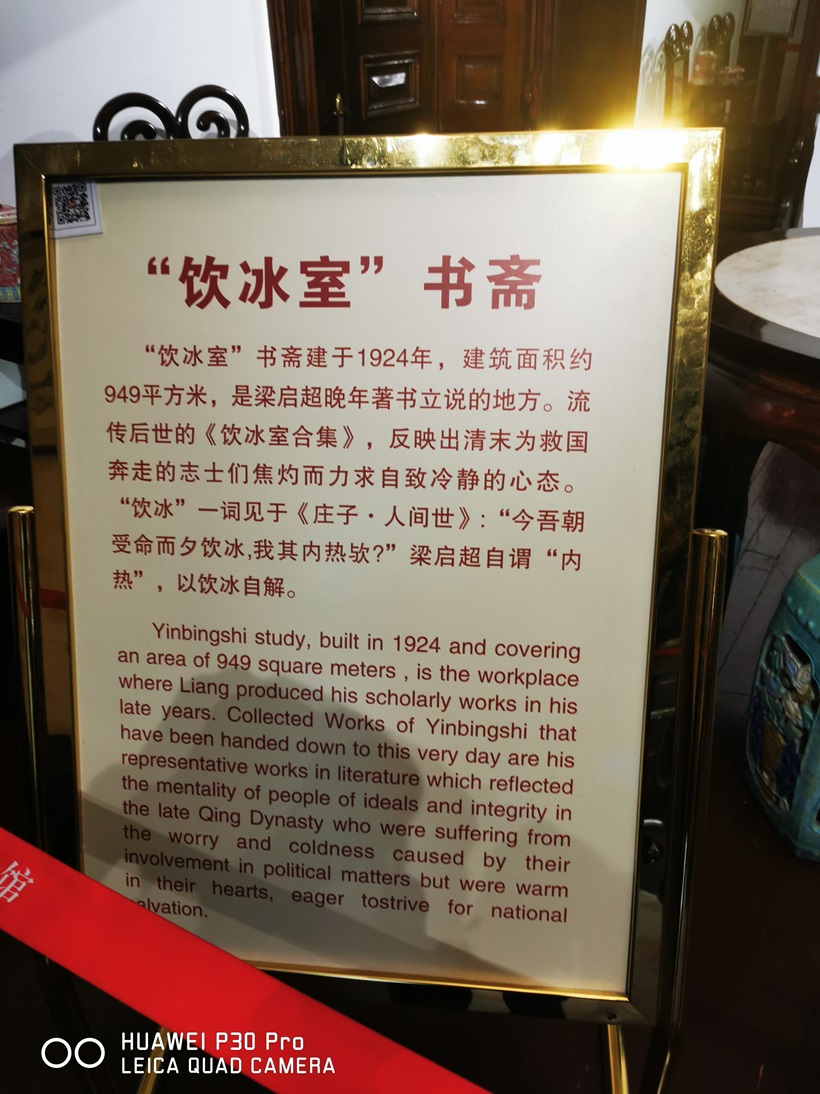 “饮冰室” 书斋
“饮冰室”书斋建于1924年，建筑面积约
949平方米，是梁启超晚年著书立说的地方。流
传后世的《饮冰室合集》，反映出清末为救国
奔走的志士们焦灼而力求自致冷静的心态。
“饮冰”一词见于《庄子·人间世》：“今吾朝
受命而夕饮冰,我其内热欤?”梁启超自谓“内
热”，以饮冰自解。
Yinbingshi study, built in 1924 and covering
an area of 949 square meters , is the workplace
where Liang produced his scholarly works in his
late years. Collected Works of Yinbingshi that
have been handed down to this very day are his
representative works in literature which reflected
the mentality of people of ideals and integrity in
the late Qing Dynasty who were suffering from
the worry and coldness caused by their
involvement in political matters but were warm
in their hearts, eager tostrive for national
alvation.
馆
HUAWEI P30 Pro
LEICA QUAD CAMERA